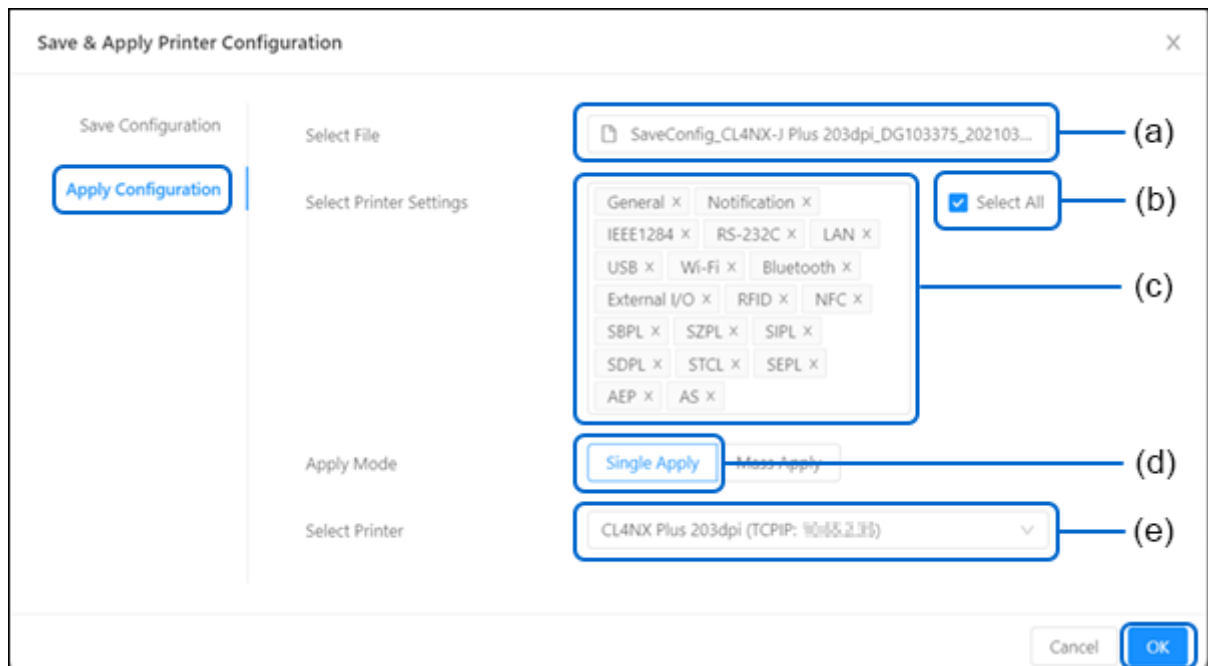 Save & Apply Printer Configuration ×
Save Configuration
Apply Configuration
Select File
SaveConfig_CL4NX-J Plus 203dpi_DG103375_202103...
(a)
Select Printer Settings
Select All
(b)
General × Notification ×
IEEE1284 × RS-232C × LAN ×
USB × Wi-Fi × Bluetooth ×
External I/O × RFID × NFC ×
SBPL × SZPL × SIPL ×
SDPL × STCL × SEPL ×
AEP × AS ×
(c)
Apply Mode
Single Apply Mass Apply
(d)
Select Printer
CL4NX Plus 203dpi (TCPIP: )
(e)
Cancel OK